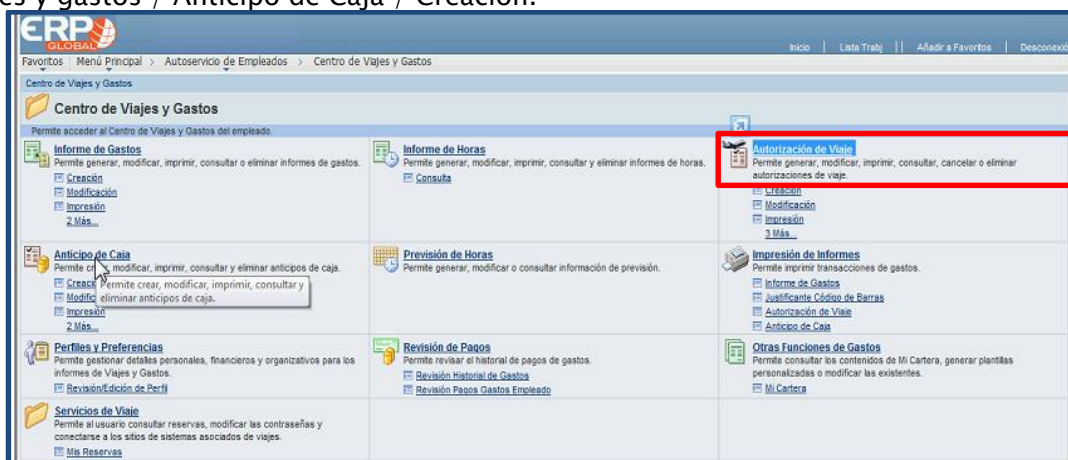 es y gastos / Anticipo de Caja / Creación.
ERP
GLOBAL
Inicio | Lista Trabj || Añadir a Favoritos | Desconexió
Favoritos Menú Principal > Autoservicio de Empleados > Centro de Viajes y Gastos
Centro de Viajes y Gastos
Centro de Viajes y Gastos
Permite acceder al Centro de Viajes y Gastos del empleado.
Informe de Gastos
Permite generar, modificar, imprimir, consultar o eliminar informes de gastos.
Creación
Modificación
Impresión
2 Más...
Informe de Horas
Permite generar, modificar, imprimir, consultar y eliminar informes de horas.
Consulta
Autorización de Viaje
Permite generar, modificar, imprimir, consultar, cancelar o eliminar
autorizaciones de viaje.
Creación
Modificación
Impresión
3 Más...
Anticipo de Caja
Permite modificar, imprimir, consultar y eliminar anticipos de caja.
Permite crear, modificar, imprimir, consultar y
eliminar anticipos de caja.
Impresión
2 Más...
Previsión de Horas
Permite generar, modificar o consultar información de previsión.
Impresión de Informes
Permite imprimir transacciones de gastos.
Informe de Gastos
Justificante Código de Barras
Autorización de Viaje
Anticipo de Caja
Perfiles y Preferencias
Permite gestionar detalles personales, financieros y organizativos para los
informes de Viajes y Gastos.
Revisión/Edición de Perfil
Revisión de Pagos
Permite revisar el historial de pagos de gastos.
Revisión Historial de Gastos
Revisión Pagos Gastos Empleado
Otras Funciones de Gastos
Permite consultar los contenidos de Mi Cartera, generar plantillas
personalizadas o modificar las existentes.
Mi Cartera
Servicios de Viaje
Permite al usuario consultar reservas, modificar las contraseñas y
conectarse a los sitios de sistemas asociados de viajes.
Mis Reservas